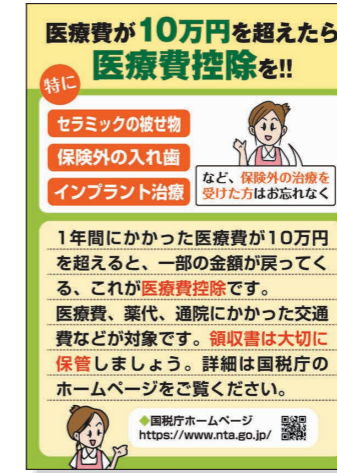 医療費が10万円を超えたら
医療費控除を!!
特に
セラミックの被せ物
保険外の入れ歯
インプラント治療
など、保険外の治療を
受けた方はお忘れなく
1年間にかかった医療費が10万円
を超えると、一部の金額が戻ってく
る、これが医療費控除です。
医療費、薬代、通院にかかった交通
費などが対象です。領収書は大切に
保管しましょう。詳細は国税庁の
ホームページをご覧ください。
◆国税庁ホームページ
https://www.nta.go.jp/